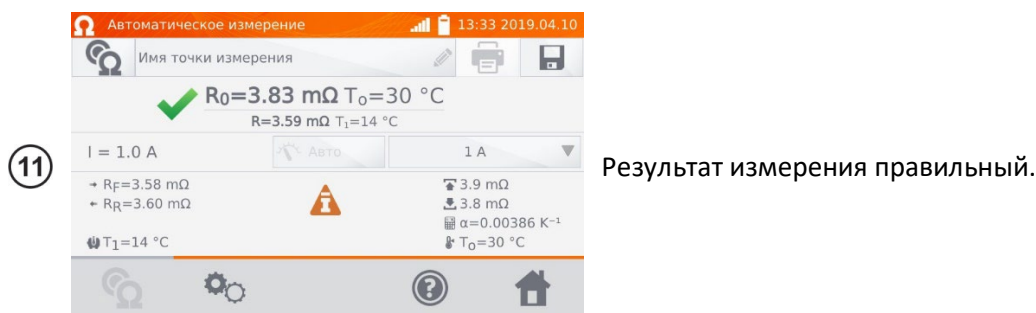 Автоматическое измерение 13:33 2019.04.10
Имя точки измерения
R₀=3.83 mΩ Tₒ=30 °C
R=3.59 mΩ T₁=14 °C
I = 1.0 A Авто 1 A
11 Результат измерения правильный.
→ RF=3.58 mΩ 3.9 mΩ
← RR=3.60 mΩ 3.8 mΩ
α=0.00386 K⁻¹
T₁=14 °C Tₒ=30 °C